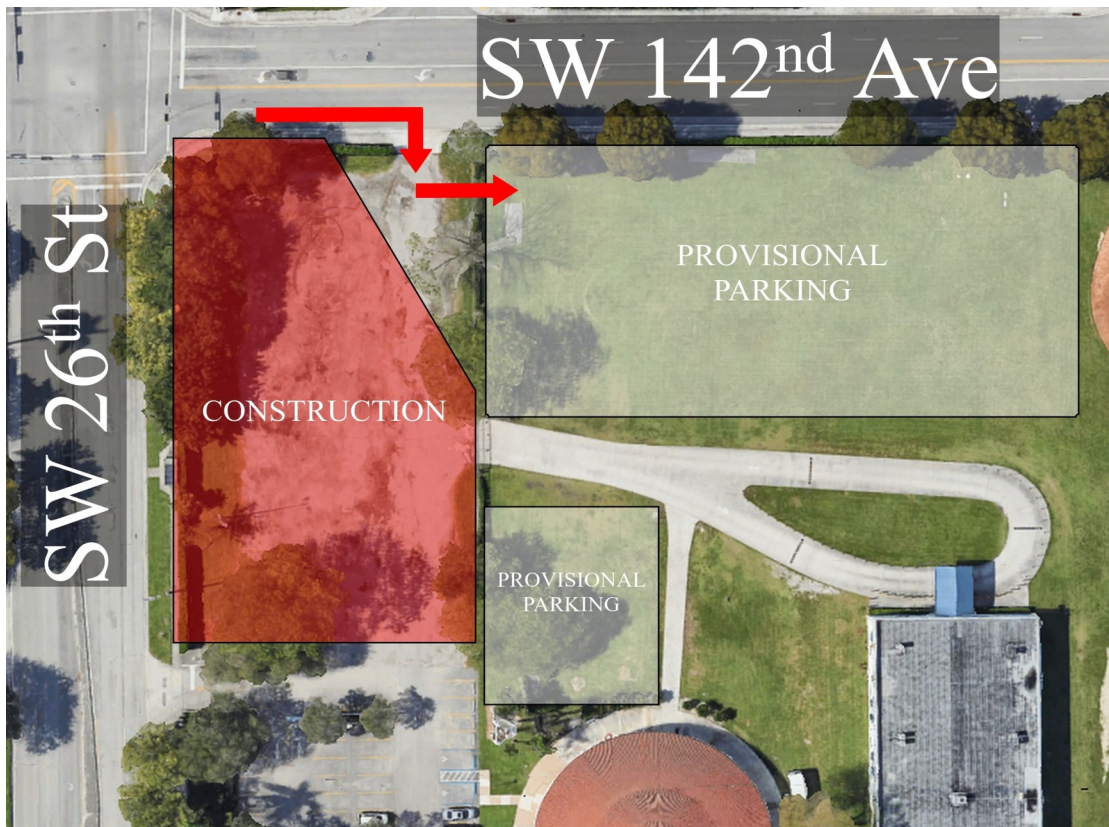 SW 142nd Ave
SW 26th St
PROVISIONAL
PARKING
CONSTRUCTION
PROVISIONAL
PARKING